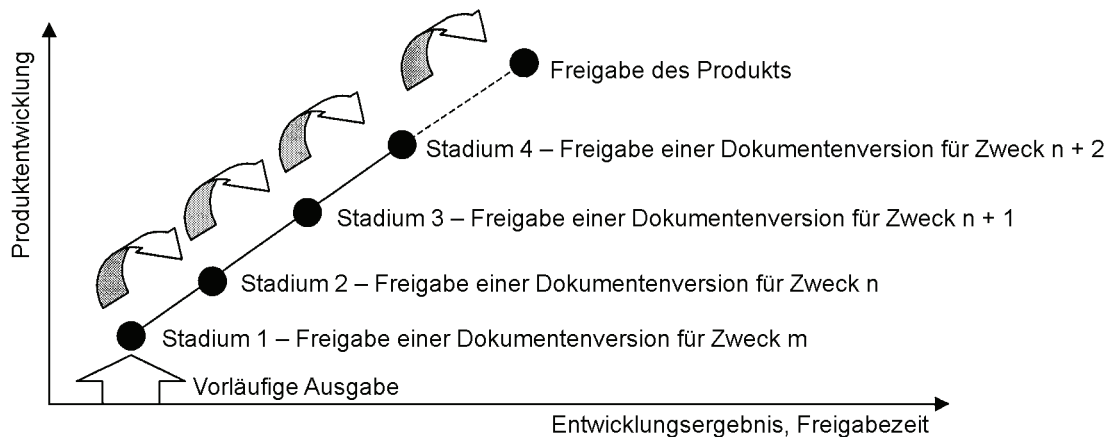 Produktentwicklung
Freigabe des Produkts
Stadium 4 – Freigabe einer Dokumentenversion für Zweck n + 2
Stadium 3 – Freigabe einer Dokumentenversion für Zweck n + 1
Stadium 2 – Freigabe einer Dokumentenversion für Zweck n
Stadium 1 – Freigabe einer Dokumentenversion für Zweck m
Vorläufige Ausgabe
Entwicklungsergebnis, Freigabezeit